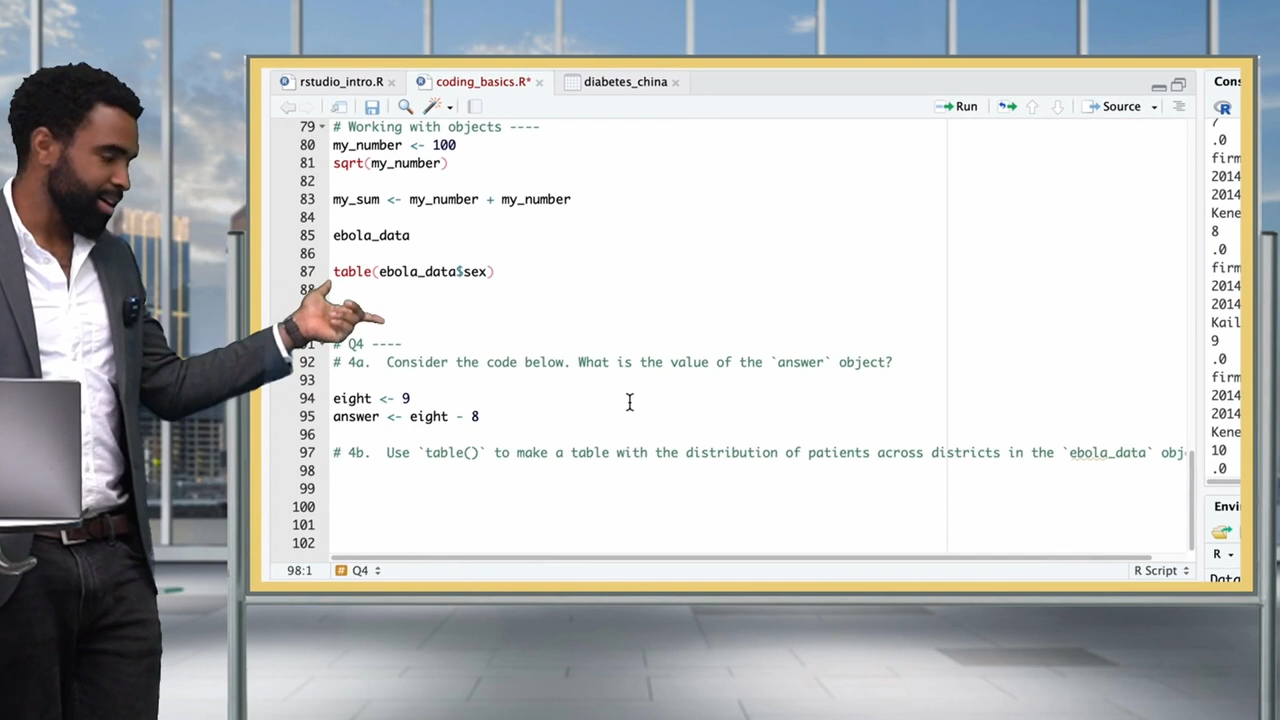 rstudio_intro.R
coding_basics.R*
diabetes_china
Cons
Run
Source
R
79 # Working with objects ----
80 my_number <- 100
81 sqrt(my_number)
82
83 my_sum <- my_number + my_number
84
85 ebola_data
86
87 table(ebola_data$sex)
88
# Q4 ----
92 # 4a. Consider the code below. What is the value of the `answer` object?
93
94 eight <- 9
95 answer <- eight - 8
96
97 # 4b. Use `table()` to make a table with the distribution of patients across districts in the `ebola_data` obj
98
99
100
101
102
98:1
# Q4
R Script
.0
firm
2014
2014
Kene
8
.0
firm
2014
2014
Kail
9
.0
firm
2014
2014
Kene
10
.0
Envi
R